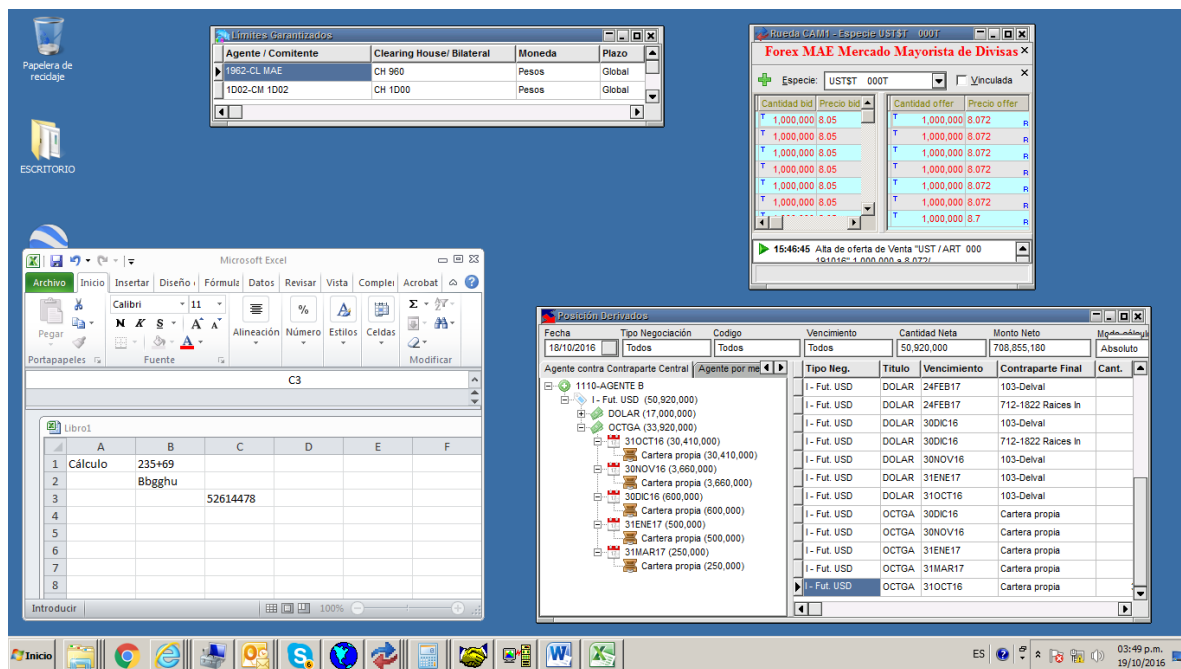 Papelera de
reciclaje
ESCRITORIO
Límites Garantizados
Agente / Comitente Clearing House/ Bilateral Moneda Plazo
1962-CL MAE CH 960 Pesos Global
1D02-CM 1D02 CH 1D00 Pesos Global
Rueda CAM1 - Especie UST$T 000T
Forex MAE Mercado Mayorista de Divisas
Especie: UST$T 000T Vinculada
Cantidad bid Precio bid Cantidad offer Precio offer
T 1,000,000 8.05 T 1,000,000 8.072 R
T 1,000,000 8.05 T 1,000,000 8.072 R
T 1,000,000 8.05 T 1,000,000 8.072 R
T 1,000,000 8.05 T 1,000,000 8.072 R
T 1,000,000 8.05 T 1,000,000 8.072 R
T 1,000,000 8.05 T 1,000,000 8.072 R
T 1,000,000 8.7 R
15:46:45 Alta de oferta de Venta "UST / ART 000
191016" 1,000,000 a 8.072/
Microsoft Excel
Archivo Inicio Insertar Diseño Fórmula Datos Revisar Vista Comple Acrobat
Calibri 11
N K S A A
Pegar
Alineación Número Estilos Celdas
Portapapeles Fuente Modificar
C3
Libro1
A B C D E F
1 Cálculo 235+69
2 Bbgghu
3 52614478
4
5
6
7
8
Introducir 100%
Posición Derivados
Fecha Tipo Negociación Codigo Vencimiento Cantidad Neta Monto Neto
18/10/2016 Todos Todos Todos 50,920,000 708,855,180 Absoluto
Agente contra Contraparte Central Agente por me
1110-AGENTE B
I - Fut. USD (50,920,000)
DOLAR (17,000,000)
OCTGA (33,920,000)
31OCT16 (30,410,000)
Cartera propia (30,410,000)
30NOV16 (3,660,000)
Cartera propia (3,660,000)
30DIC16 (600,000)
Cartera propia (600,000)
31ENE17 (500,000)
Cartera propia (500,000)
31MAR17 (250,000)
Cartera propia (250,000)
Tipo Neg. Titulo Vencimiento Contraparte Final Cant.
I - Fut. USD DOLAR 24FEB17 103-Delval
I - Fut. USD DOLAR 24FEB17 712-1822 Raices In
I - Fut. USD DOLAR 30DIC16 103-Delval
I - Fut. USD DOLAR 30DIC16 712-1822 Raices In
I - Fut. USD DOLAR 30NOV16 103-Delval
I - Fut. USD DOLAR 31ENE17 103-Delval
I - Fut. USD DOLAR 31OCT16 103-Delval
I - Fut. USD OCTGA 30DIC16 Cartera propia
I - Fut. USD OCTGA 30NOV16 Cartera propia
I - Fut. USD OCTGA 31ENE17 Cartera propia
I - Fut. USD OCTGA 31MAR17 Cartera propia
I - Fut. USD OCTGA 31OCT16 Cartera propia
Inicio
ES
03:49 p.m.
19/10/2016